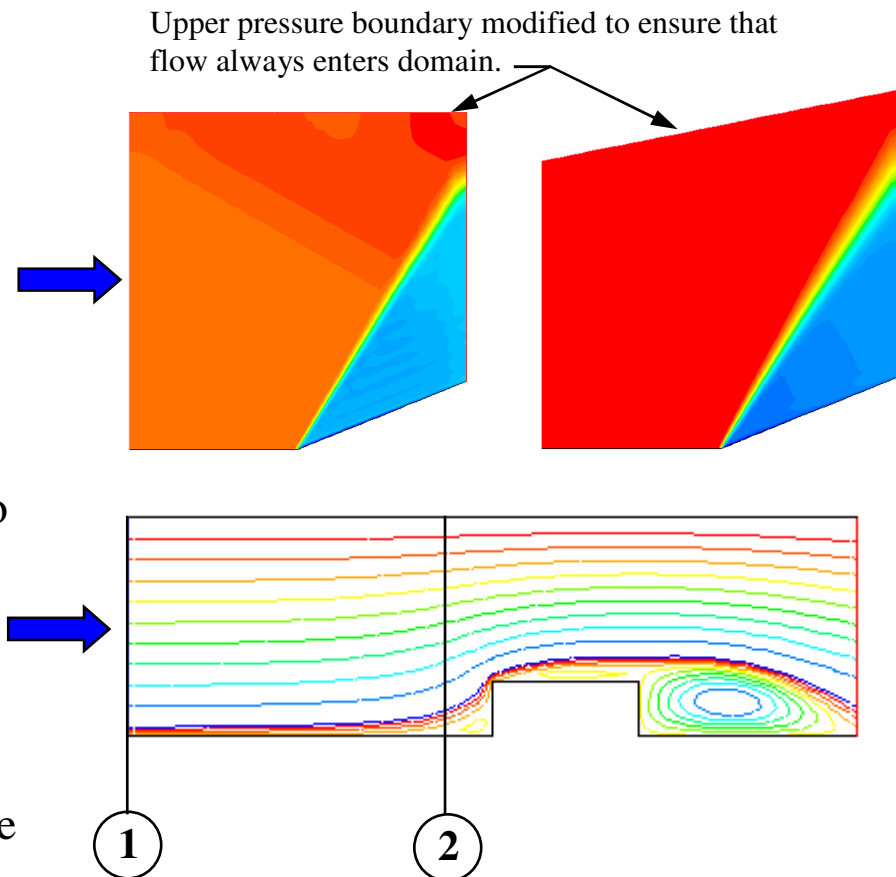 Upper pressure boundary modified to ensure that
flow always enters domain.
o
e
1
2